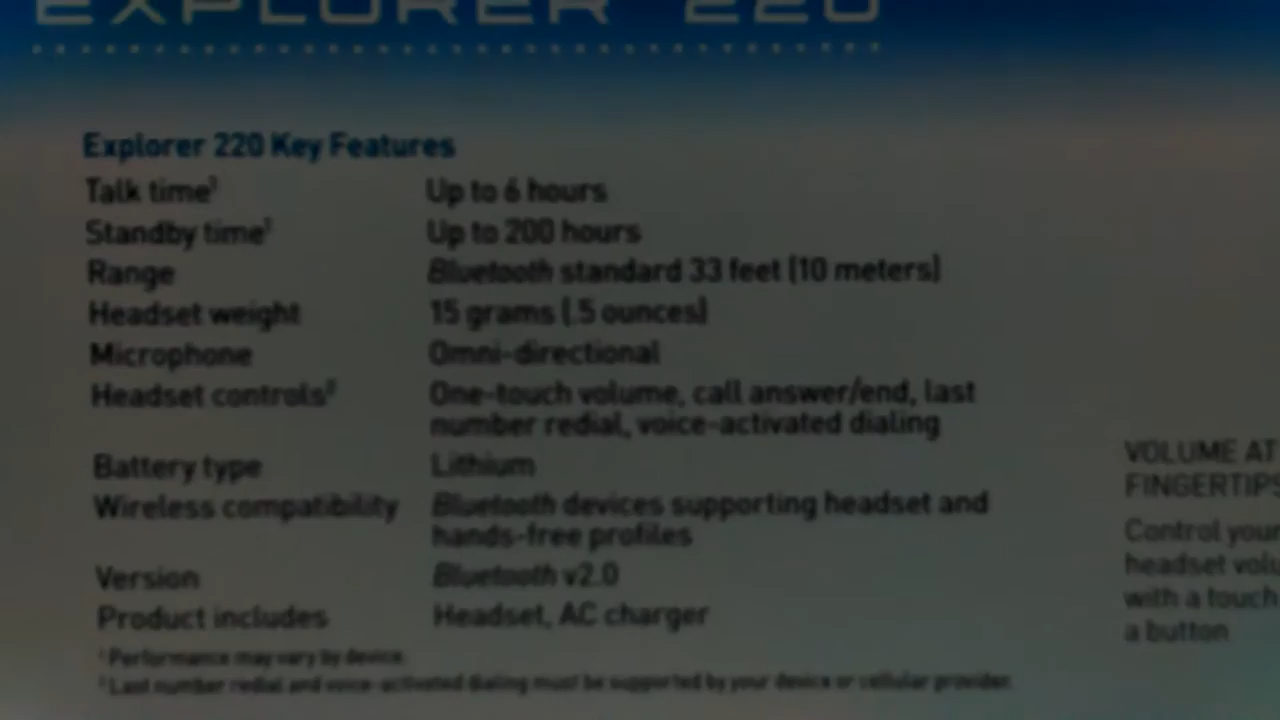 EXPLORER 220
Explorer 220 Key Features
Talk time¹ Up to 6 hours
Standby time¹ Up to 200 hours
Range Bluetooth standard 33 feet (10 meters)
Headset weight 15 grams (.5 ounces)
Microphone Omni-directional
Headset controls² One-touch volume, call answer/end, last
number redial, voice-activated dialing
Battery type Lithium
Wireless compatibility Bluetooth devices supporting headset and
hands-free profiles
Version Bluetooth v2.0
Product includes Headset, AC charger
¹ Performance may vary by device.
² Last number redial and voice-activated dialing must be supported by your device or cellular provider.
VOLUME AT
FINGERTIPS
Control your
headset volu
with a touch
a button